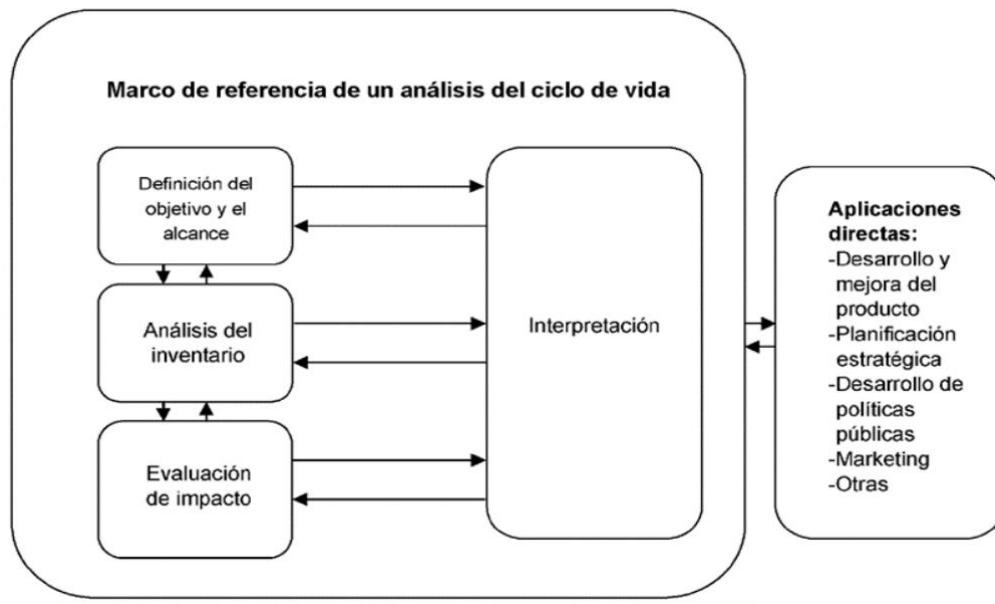 Marco de referencia de un análisis del ciclo de vida
Definición del
objetivo y el
alcance
Análisis del
inventario
Evaluación
de impacto
Interpretación
Aplicaciones
directas:
-Desarrollo y
mejora del
producto
-Planificación
estratégica
-Desarrollo de
políticas
públicas
-Marketing
-Otras